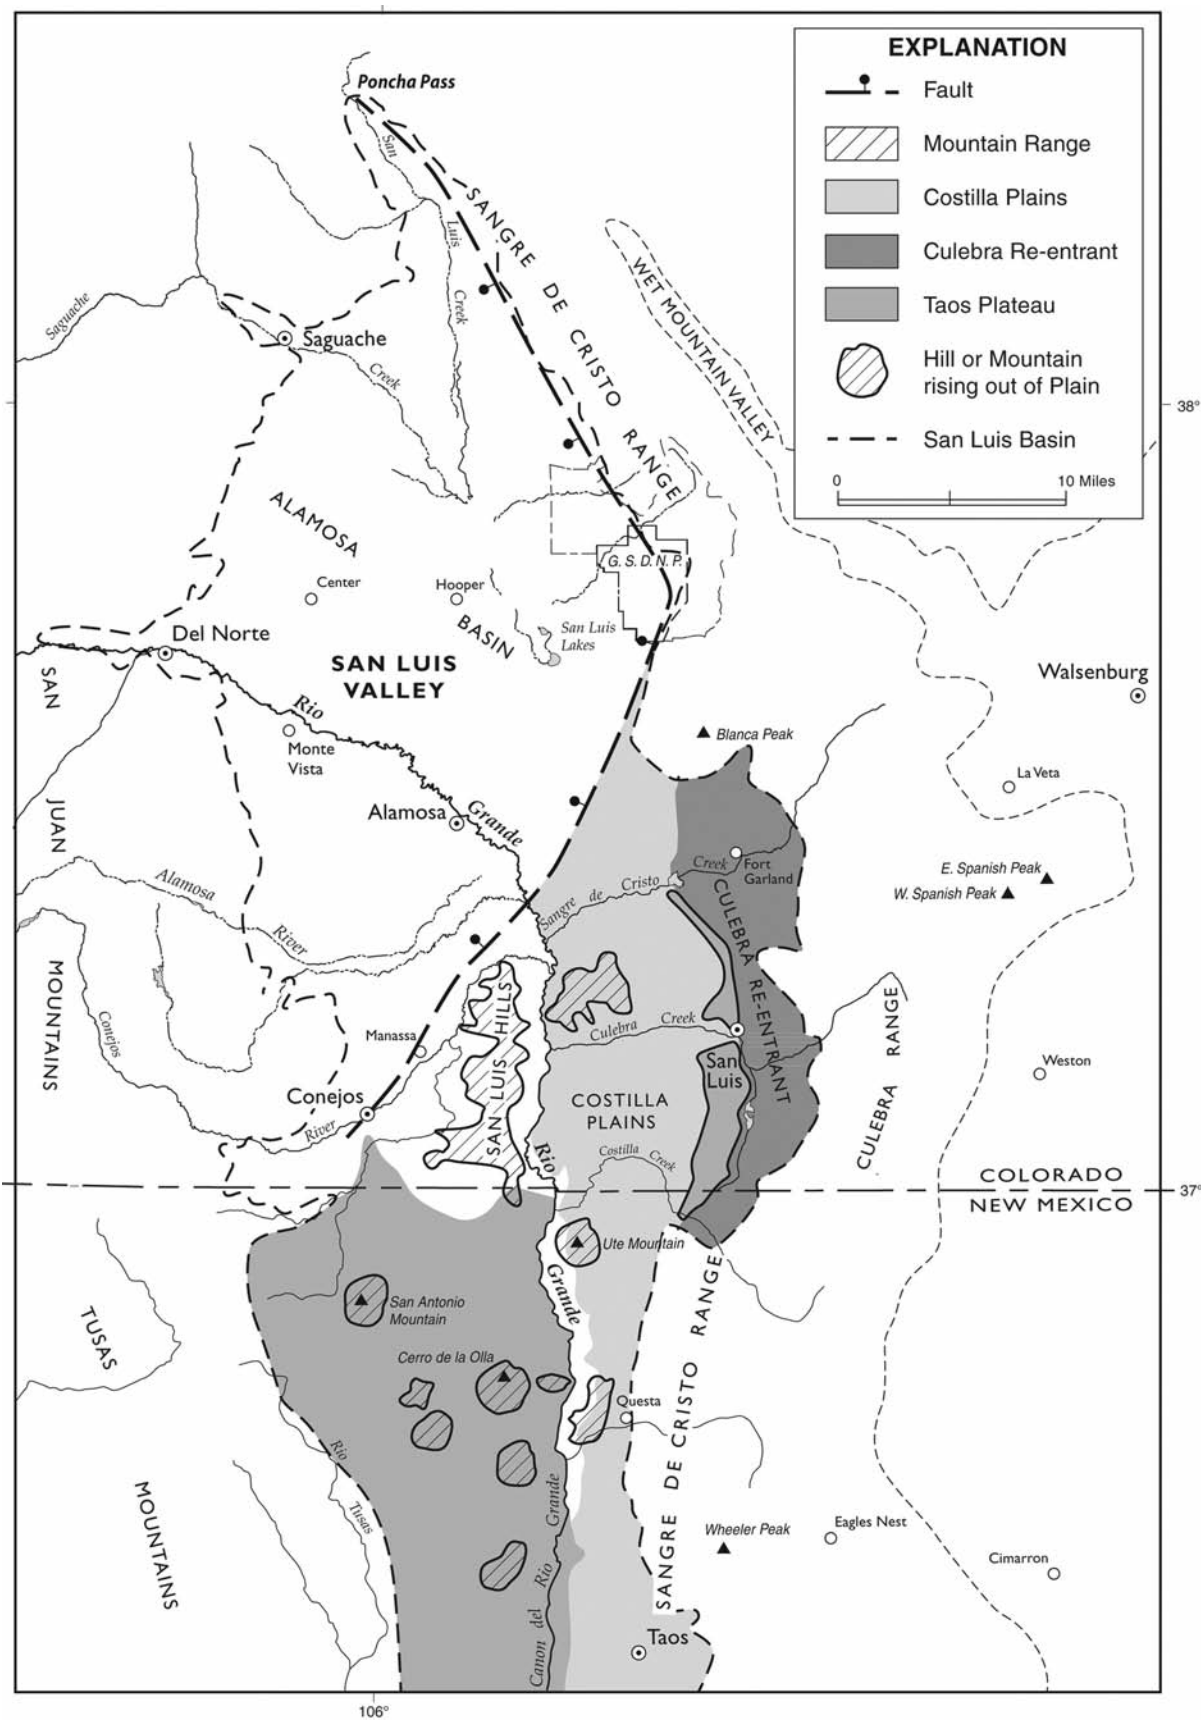 EXPLANATION
Fault
Mountain Range
Costilla Plains
Culebra Re-entrant
Taos Plateau
Hill or Mountain
rising out of Plain
San Luis Basin
0 10 Miles
Poncha Pass
San
Luis
Creek
SANGRE DE CRISTO RANGE
WET MOUNTAIN VALLEY
Saguache
Saguache
Creek
38°
ALAMOSA
BASIN
Center
Hooper
G.S.D.N.P.
San Luis
Lakes
Del Norte
SAN LUIS
VALLEY
Walsenburg
SAN
JUAN
MOUNTAINS
Rio
Grande
Monte
Vista
Blanca Peak
La Veta
Alamosa
E. Spanish Peak
W. Spanish Peak
Creek
Fort
Garland
Sangre de Cristo
Alamosa
River
CULEBRA RE-ENTRANT
Conejos
River
Manassa
SAN LUIS HILLS
Culebra Creek
San
Luis
CULEBRA RANGE
Weston
Conejos
COSTILLA
PLAINS
Rio
Costilla
Creek
COLORADO
NEW MEXICO
37°
Ute Mountain
Grande
San Antonio
Mountain
TUSAS
MOUNTAINS
Cerro de la Olla
Questa
SANGRE DE CRISTO RANGE
Rio
Tusas
Canon del Rio Grande
Wheeler Peak
Eagles Nest
Cimarron
Taos
106°